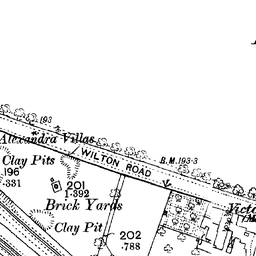 193
Alexandra Villas
WILTON ROAD
B.M.193·3
Clay Pits
196
·331
201
1·392
Brick Yards
Clay Pit
202
·788